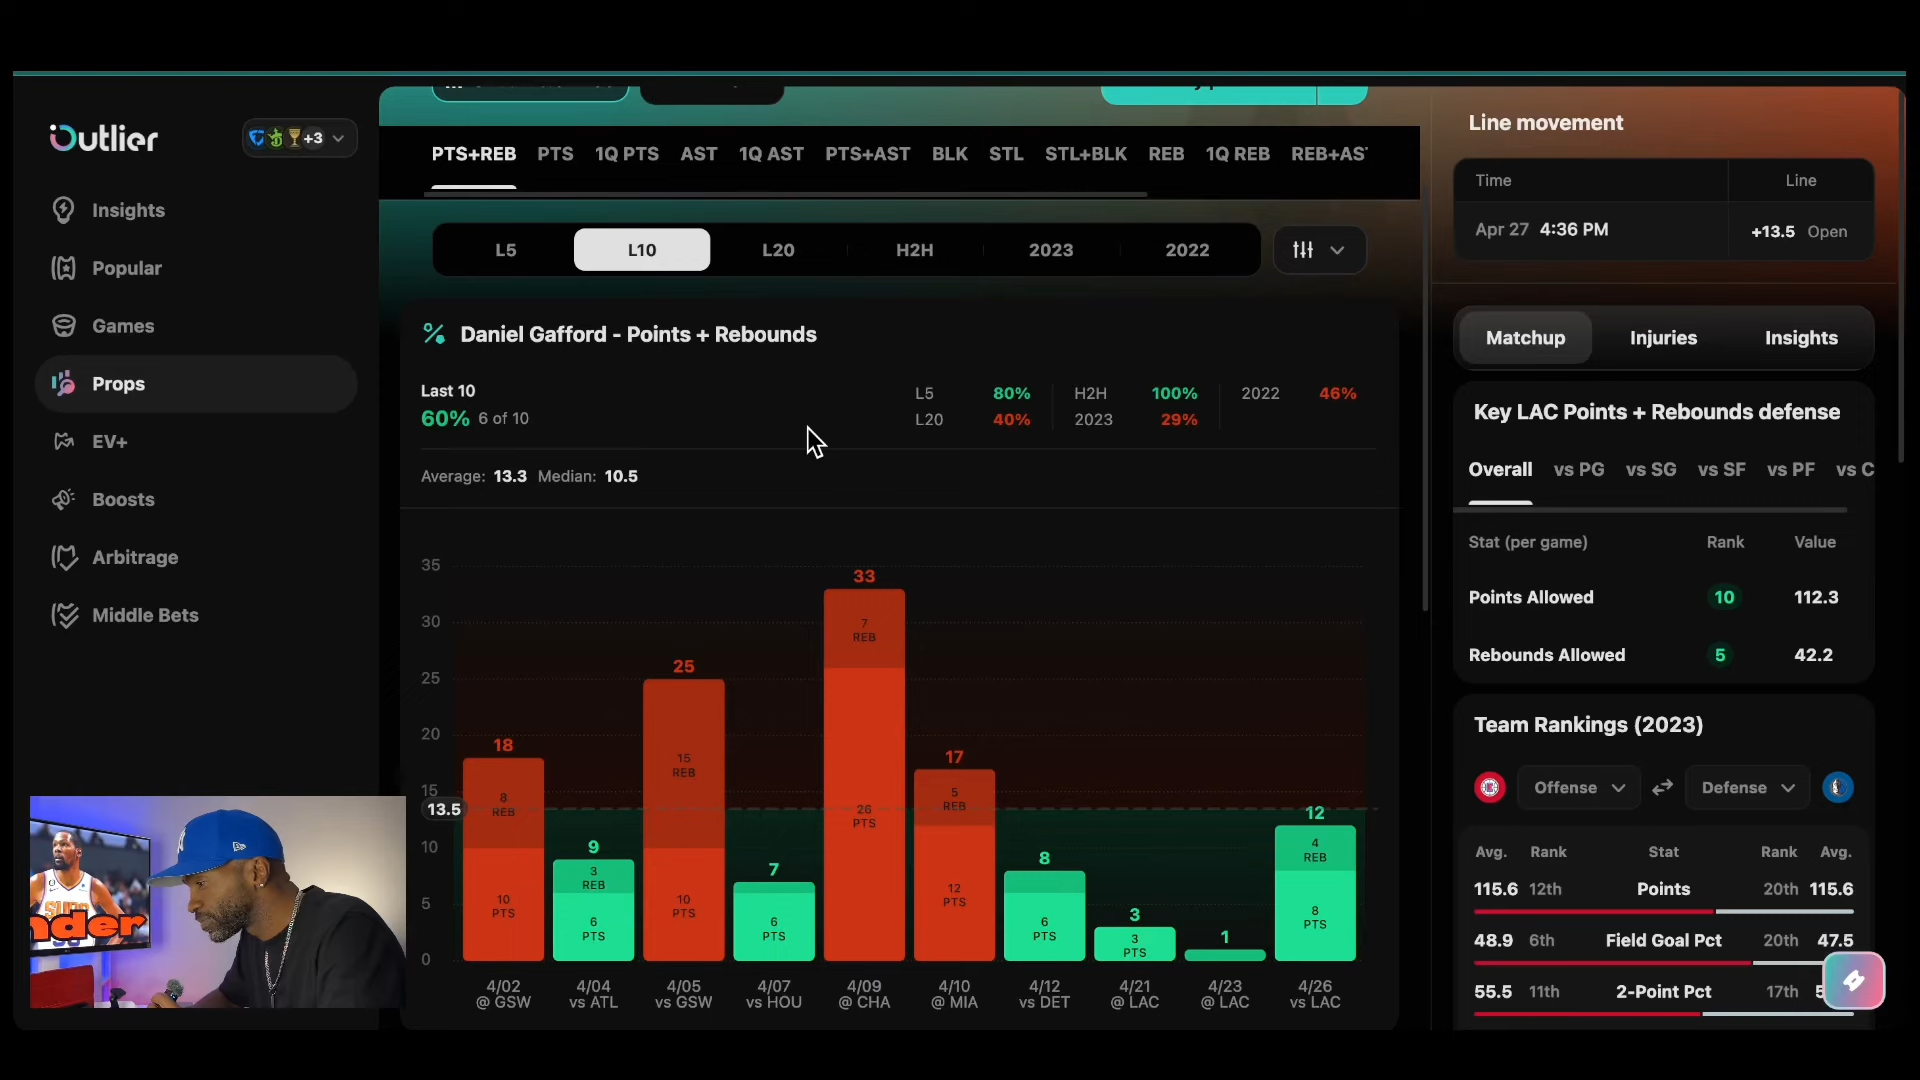 Outlier
+3
Insights
Popular
Games
Props
EV+
Boosts
Arbitrage
Middle Bets
PTS+REB PTS 1Q PTS AST 1Q AST PTS+AST BLK STL STL+BLK REB 1Q REB REB+AS
L5 L10 L20 H2H 2023 2022
Daniel Gafford - Points + Rebounds
Last 10
60% 6 of 10
L5 80% H2H 100% 2022 46%
L20 40% 2023 29%
Average: 13.3 Median: 10.5
35
30
25
20
15
13.5
10
5
0
18
8
REB
10
PTS
9
3
REB
6
PTS
25
15
REB
10
PTS
7
6
PTS
33
7
REB
26
PTS
17
5
REB
12
PTS
8
6
PTS
3
3
PTS
1
12
4
REB
8
PTS
4/02 4/04 4/05 4/07 4/09 4/10 4/12 4/21 4/23 4/26
@ GSW vs ATL vs GSW vs HOU @ CHA @ MIA vs DET @ LAC @ LAC vs LAC
Line movement
Time Line
Apr 27 4:36 PM +13.5 Open
Matchup Injuries Insights
Key LAC Points + Rebounds defense
Overall vs PG vs SG vs SF vs PF vs C
Stat (per game) Rank Value
Points Allowed 10 112.3
Rebounds Allowed 5 42.2
Team Rankings (2023)
Offense Defense
Avg. Rank Stat Rank Avg.
115.6 12th Points 20th 115.6
48.9 6th Field Goal Pct 20th 47.5
55.5 11th 2-Point Pct 17th
SUNS
nder